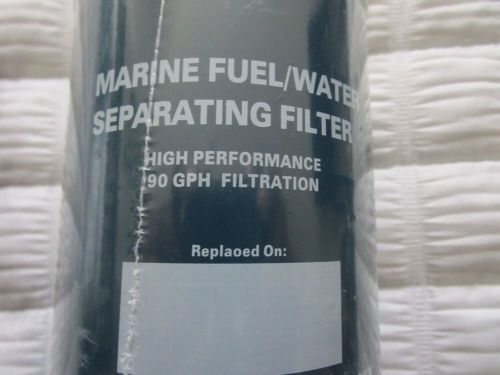 MARINE FUEL/WATER
SEPARATING FILTER
HIGH PERFORMANCE
90 GPH FILTRATION
Replaoed On: